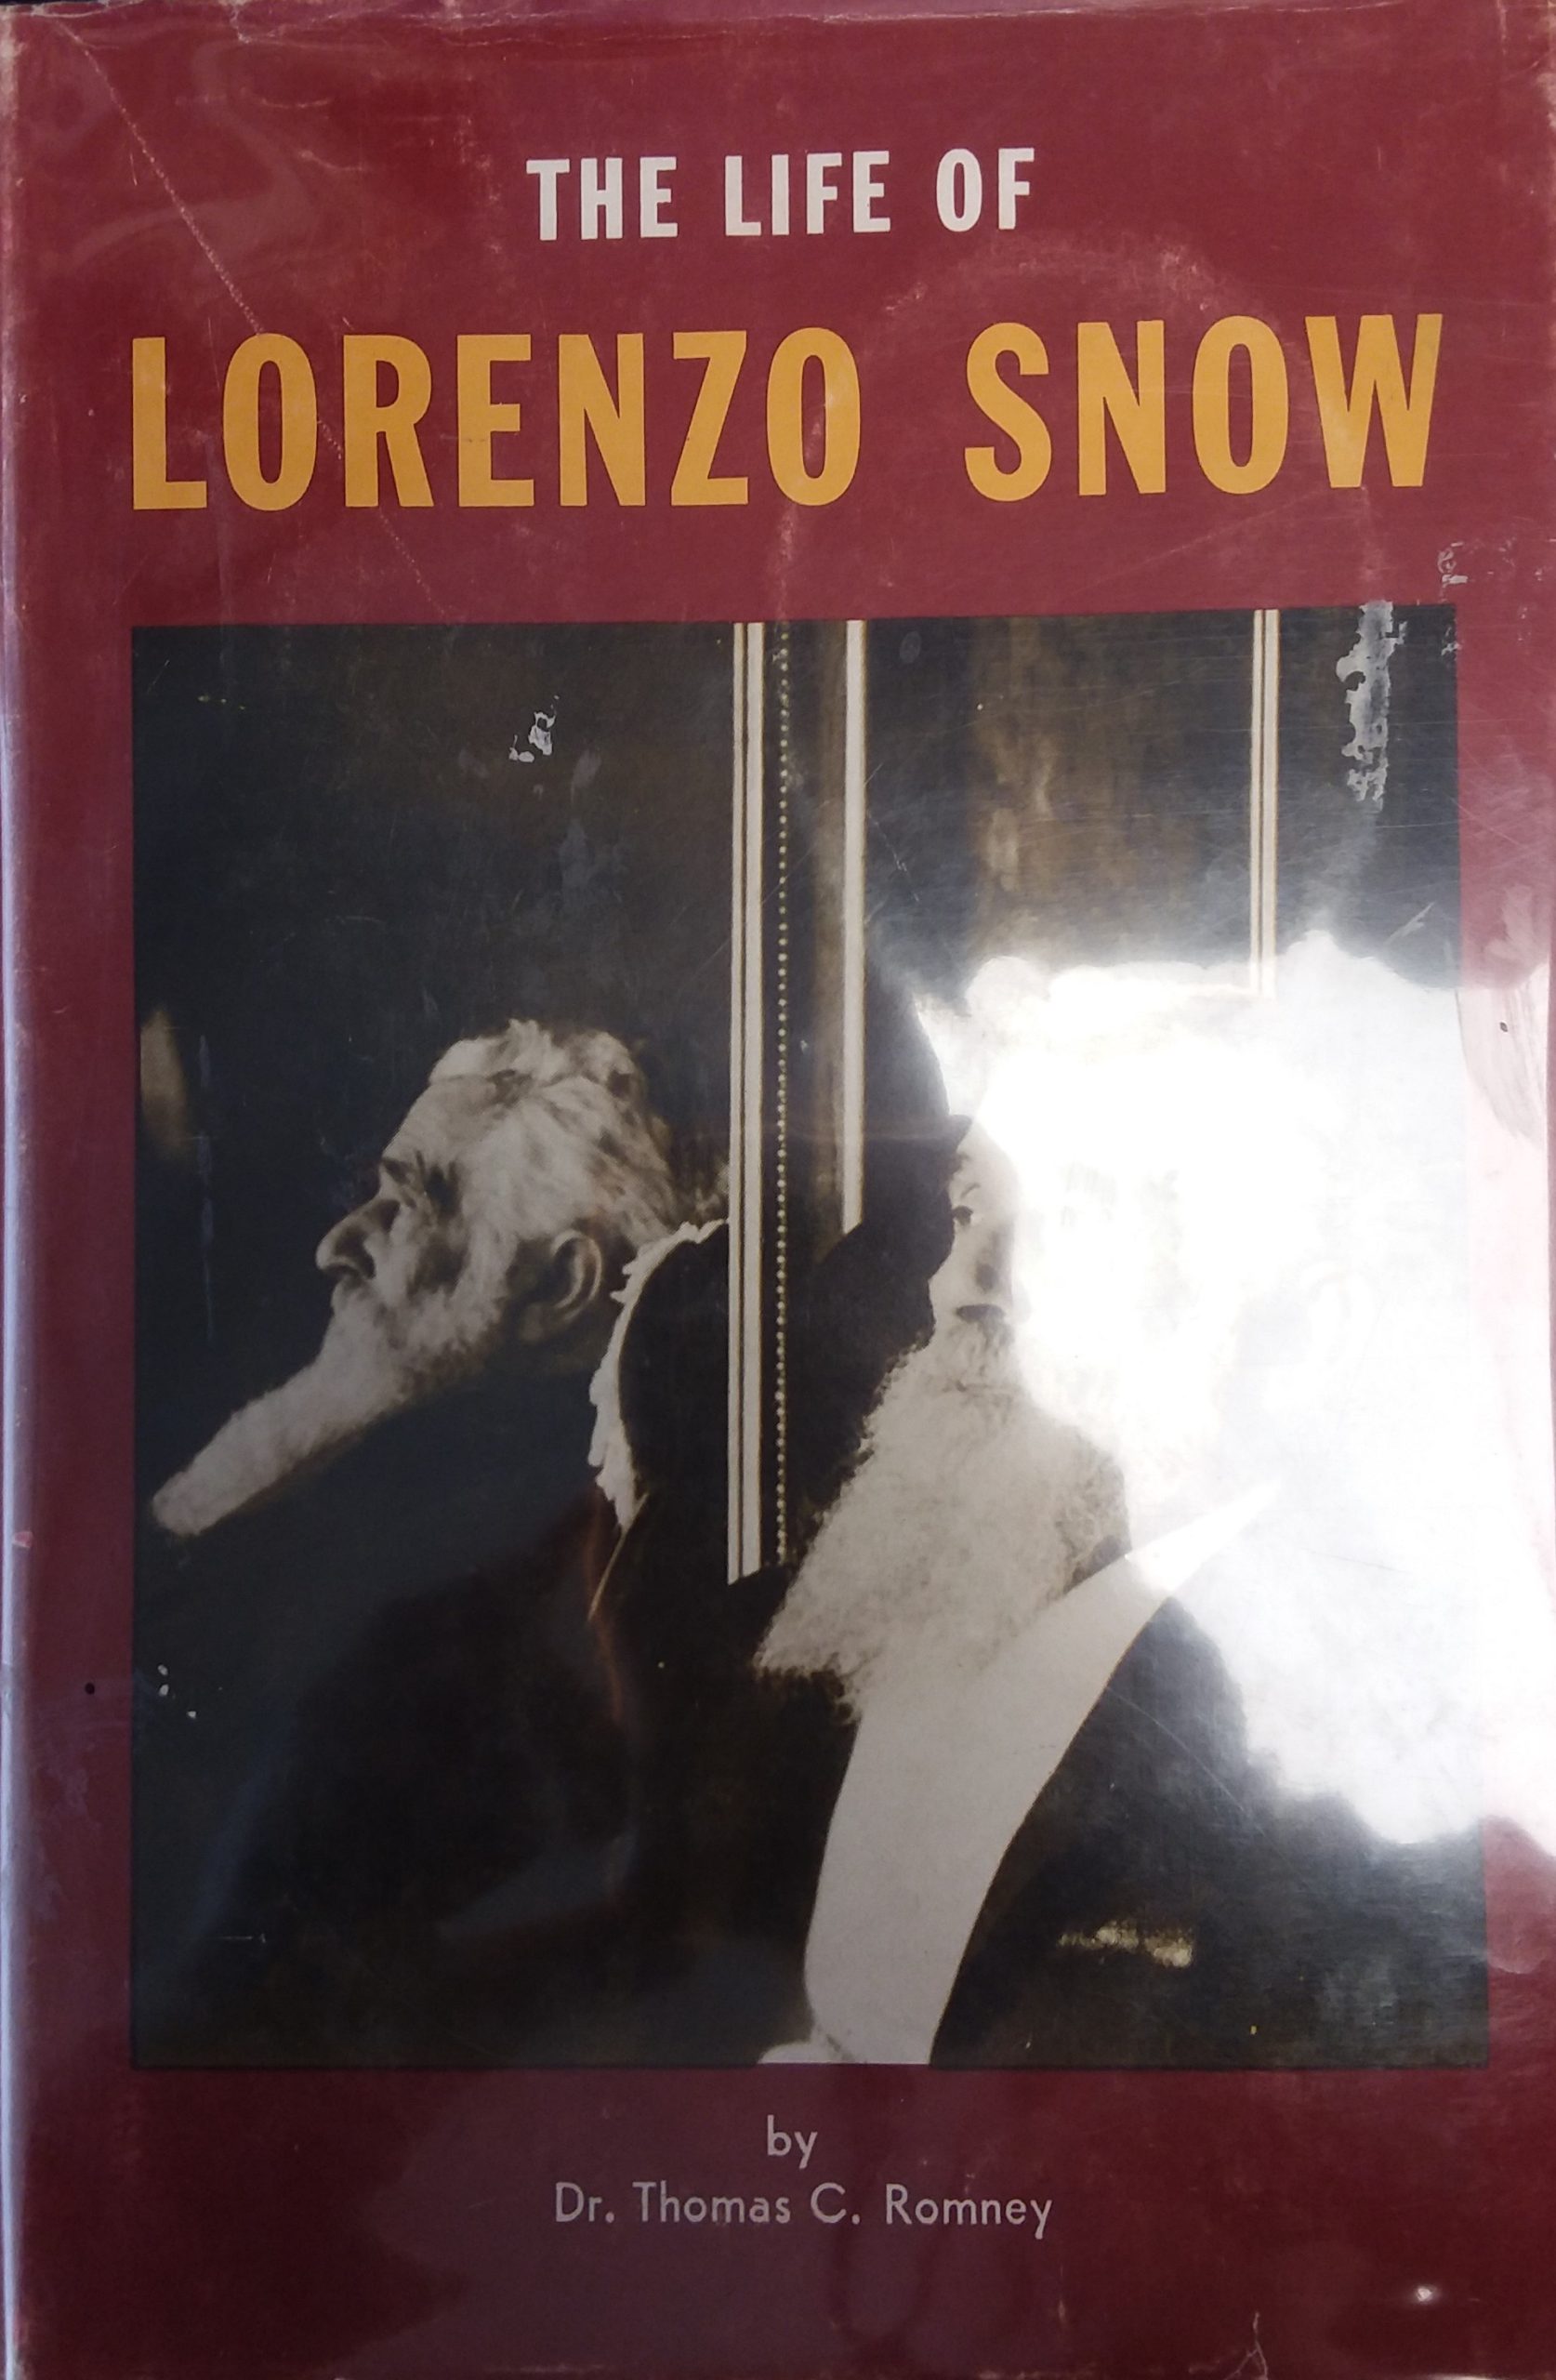 THE LIFE OF
LORENZO SNOW
by
Dr. Thomas C. Romney